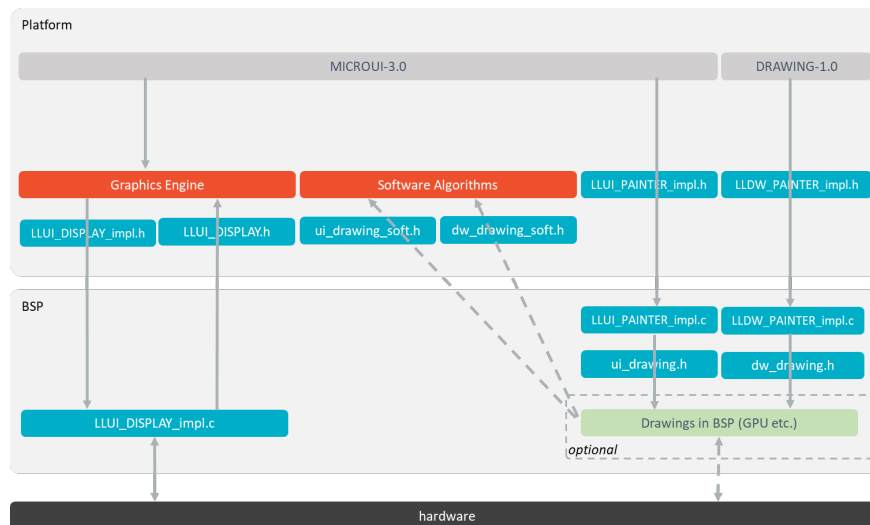 Platform
MICROUI-3.0
DRAWING-1.0
Graphics Engine
Software Algorithms
LLUI_PAINTER_impl.h
LLDW_PAINTER_impl.h
LLUI_DISPLAY_impl.h
LLUI_DISPLAY.h
ui_drawing_soft.h
dw_drawing_soft.h
BSP
LLUI_PAINTER_impl.c
LLDW_PAINTER_impl.c
ui_drawing.h
dw_drawing.h
LLUI_DISPLAY_impl.c
Drawings in BSP (GPU etc.)
optional
hardware